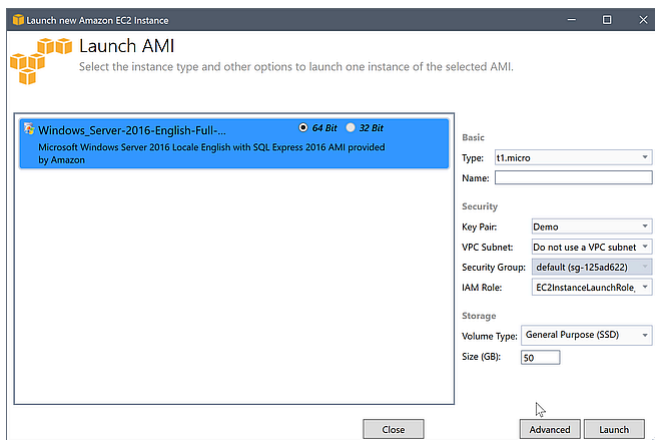 Launch new Amazon EC2 Instance
Launch AMI
Select the instance type and other options to launch one instance of the selected AMI.
Windows_Server-2016-English-Full-...
64 Bit
32 Bit
Microsoft Windows Server 2016 Locale English with SQL Express 2016 AMI provided
by Amazon
Basic
Type: t1.micro
Name:
Security
Key Pair: Demo
VPC Subnet: Do not use a VPC subnet
Security Group: default (sg-125ad622)
IAM Role: EC2InstanceLaunchRole,
Storage
Volume Type: General Purpose (SSD)
Size (GB): 50
Close
Advanced
Launch